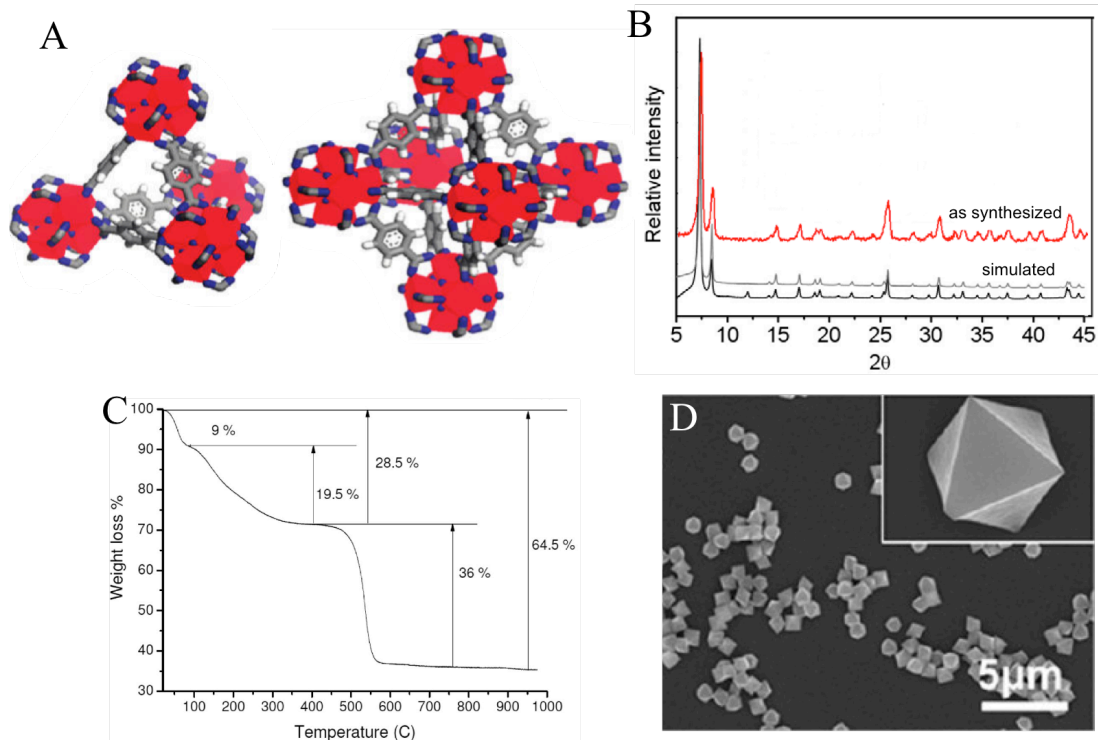 A
B
Relative intensity
as synthesized
simulated
5 10 15 20 25 30 35 40 45
2θ
C
100
90
80
70
60
50
40
30
Weight loss %
9 %
28.5 %
19.5 %
64.5 %
36 %
100 200 300 400 500 600 700 800 900 1000
Temperature (C)
D
5μm